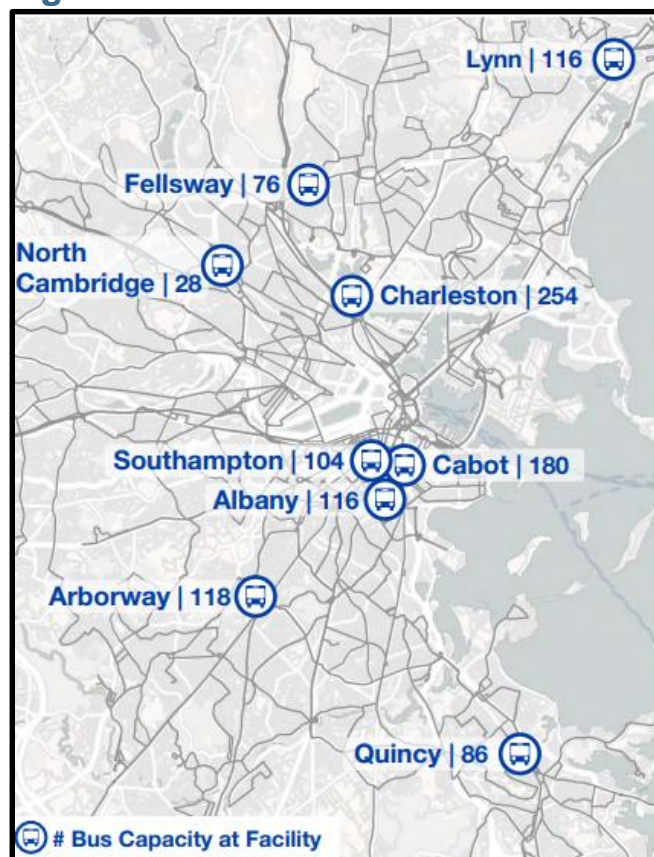 Lynn | 116
Fellsway | 76
North
Cambridge | 28
Charleston | 254
Southampton | 104
Cabot | 180
Albany | 116
Arborway | 118
Quincy | 86
# Bus Capacity at Facility